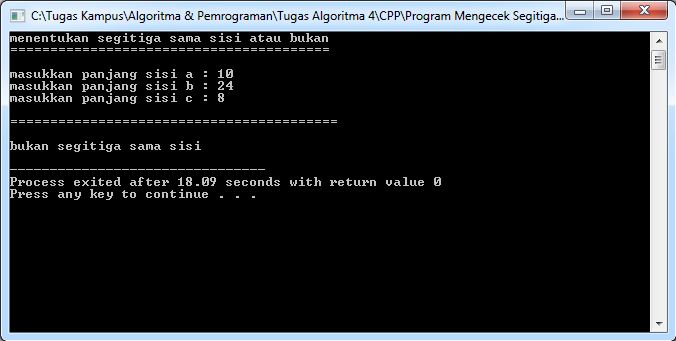 C:\Tugas Kampus\Algoritma & Pemrograman\Tugas Algoritma 4\CPP\Program Mengecek Segitiga...
menentukan segitiga sama sisi atau bukan
========================================
masukkan panjang sisi a : 10
masukkan panjang sisi b : 24
masukkan panjang sisi c : 8
=========================================
bukan segitiga sama sisi
--------------------------------
Process exited after 18.09 seconds with return value 0
Press any key to continue . . .